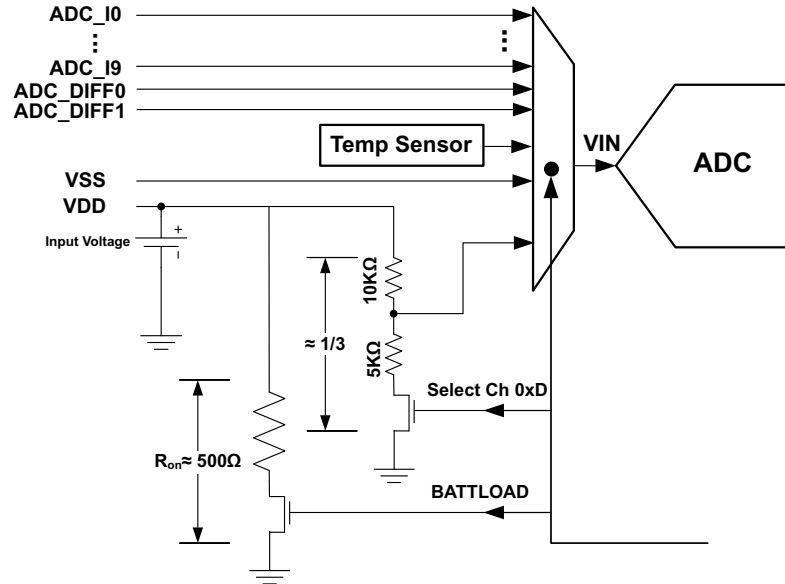 ADC_I0
ADC_I9
ADC_DIFF0
ADC_DIFF1
Temp Sensor
VIN
ADC
VSS
VDD
Input Voltage
+
10KΩ
≈ 1/3
5KΩ
Select Ch 0xD
Ron≈ 500Ω
BATTLOAD